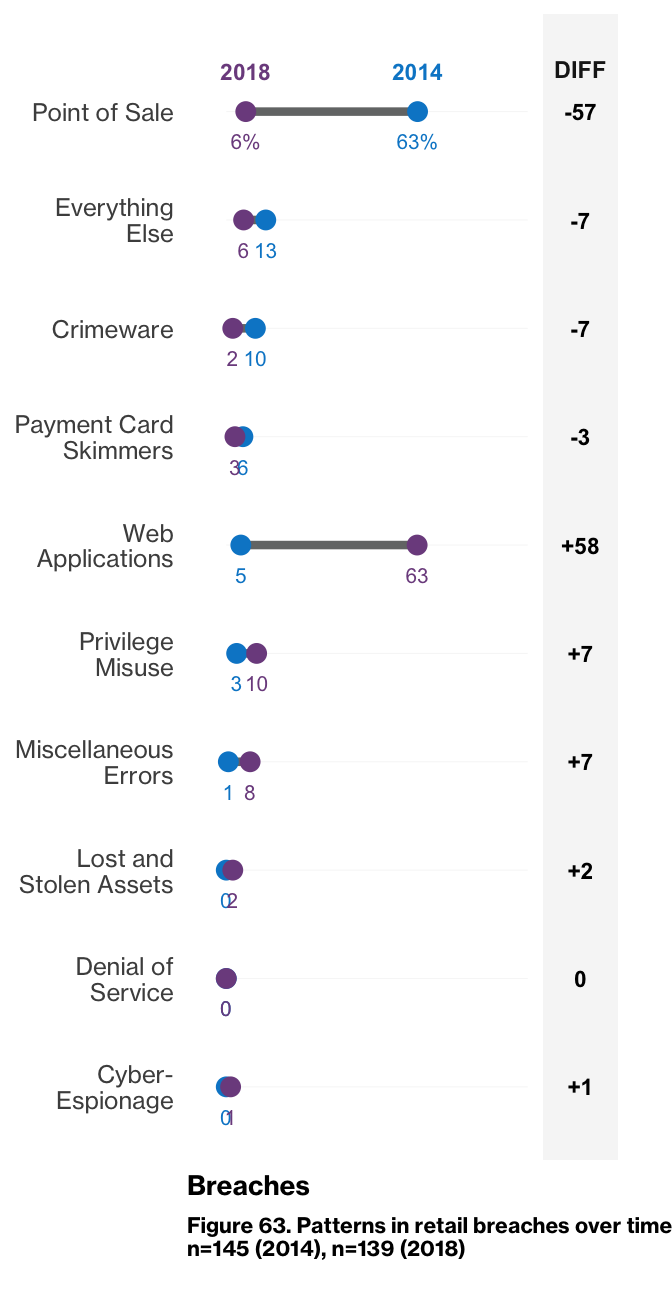 2018 2014 DIFF
Point of Sale -57
6% 63%
Everything
Else -7
6 13
Crimeware -7
2 10
Payment Card
Skimmers -3
3 6
Web
Applications +58
5 63
Privilege
Misuse +7
3 10
Miscellaneous
Errors +7
1 8
Lost and
Stolen Assets +2
0 2
Denial of
Service 0
0
Cyber-
Espionage +1
0 1
Breaches
Figure 63. Patterns in retail breaches over time
n=145 (2014), n=139 (2018)